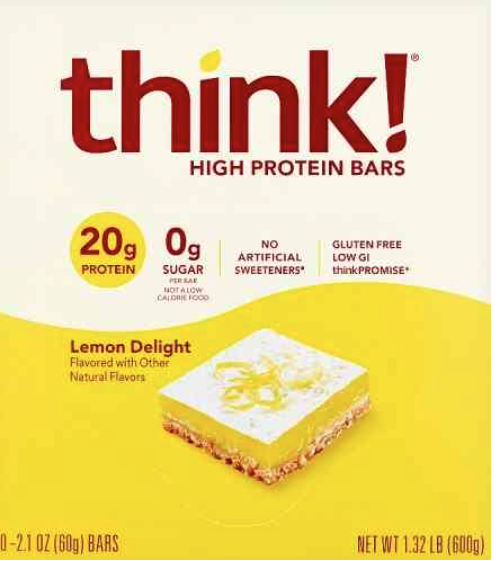 think!®
HIGH PROTEIN BARS
20g
PROTEIN
0g
SUGAR
PER BAR
NOT A LOW
CALORIE FOOD
NO
ARTIFICIAL
SWEETENERS*
GLUTEN FREE
LOW GI
thinkPROMISE*
Lemon Delight
Flavored with Other
Natural Flavors
0-2.1 OZ (60g) BARS
NET WT 1.32 LB (600g)